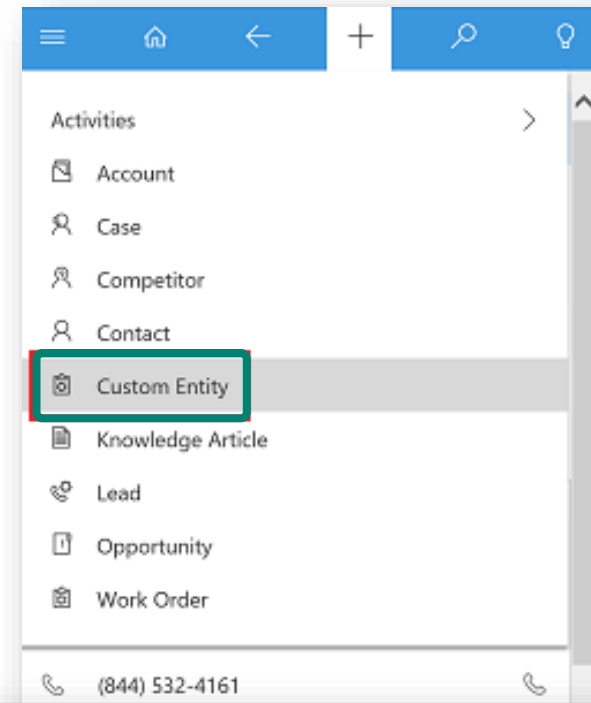 Activities
Account
Case
Competitor
Contact
Custom Entity
Knowledge Article
Lead
Opportunity
Work Order
(844) 532-4161